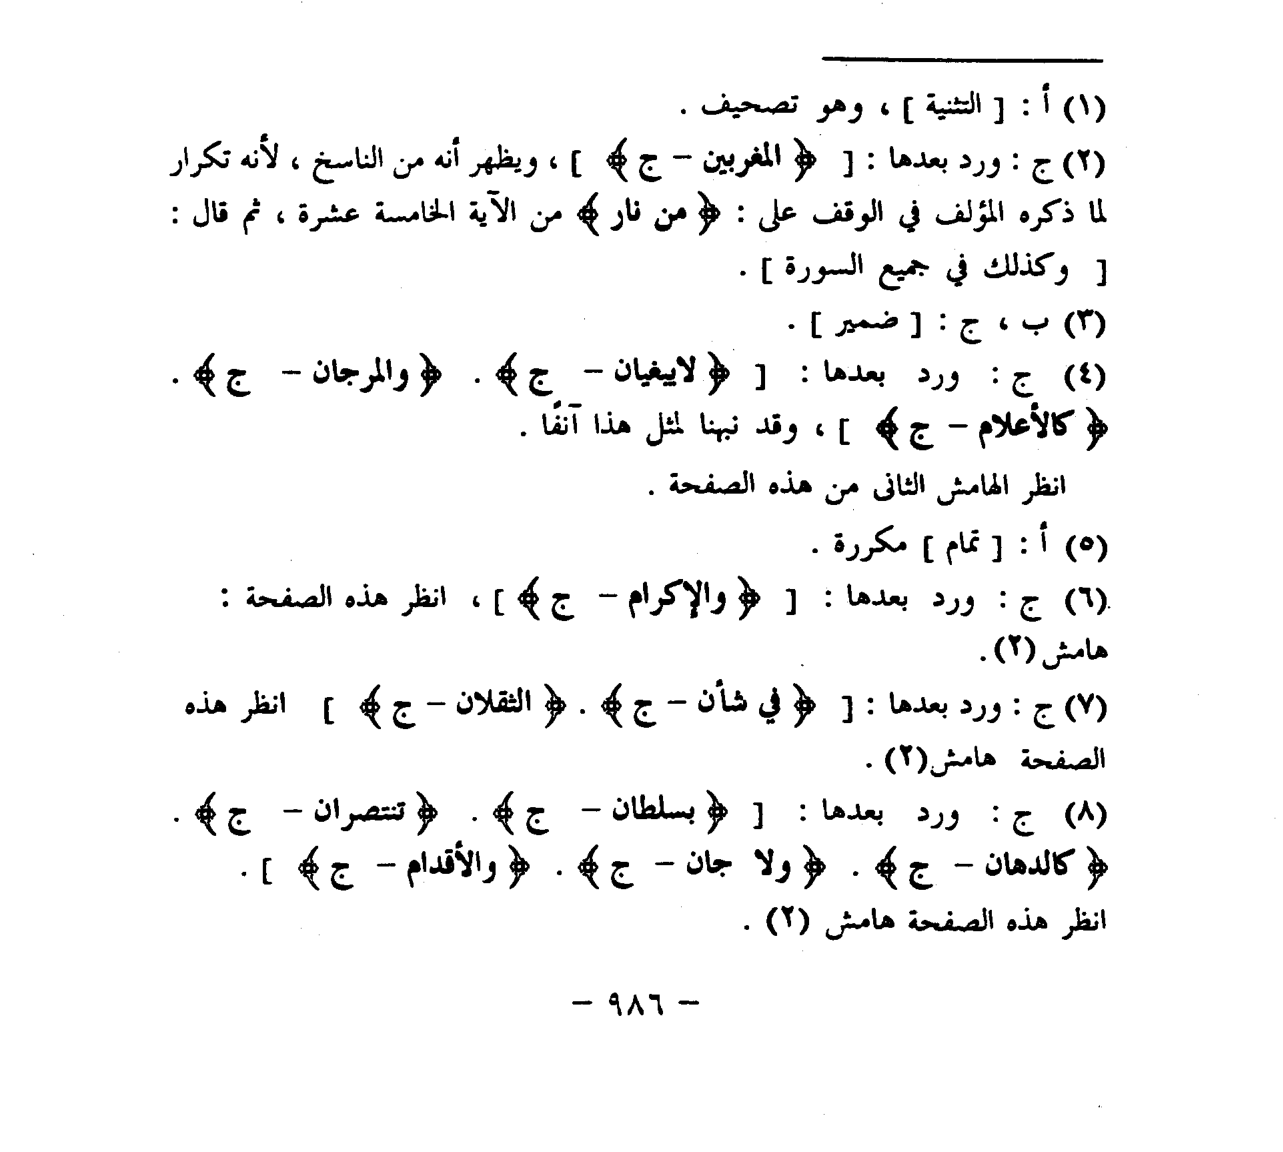 (١) أ : [ التثنية ] ، وهو تصحيف .
(٢) ج : ورد بعدها : [ ﴿ المغربين – ج ﴾ ] ، ويظهر أنه من الناسخ ، لأنه تكرار
لما ذكره المؤلف في الوقف على : ﴿ من نار ﴾ من الآية الخامسة عشرة ، ثم قال :
[ وكذلك في جميع السورة ] .
(٣) ب ، ج : [ ضمير ] .
(٤) ج : ورد بعدها : [ ﴿ لايبغيان – ج ﴾ . ﴿ والمرجان – ج ﴾ .
﴿ كالأعلام – ج ﴾ ] ، وقد نبهنا لمثل هذا آنفًا .
انظر الهامش الثانى من هذه الصفحة .
(٥) أ : [ تمام ] مكررة .
(٦) ج : ورد بعدها : [ ﴿ والإكرام – ج ﴾ ] ، انظر هذه الصفحة :
هامش (٢) .
(٧) ج : ورد بعدها : [ ﴿ في شأن – ج ﴾ . ﴿ الثقلان – ج ﴾ ] انظر هذه
الصفحة هامش (٢) .
(٨) ج : ورد بعدها : [ ﴿ بسلطان – ج ﴾ . ﴿ تنتصران – ج ﴾ .
﴿ كالدهان – ج ﴾ . ﴿ ولا جان – ج ﴾ . ﴿ والأقدام – ج ﴾ ] .
انظر هذه الصفحة هامش (٢) .
– ٩٨٦ –